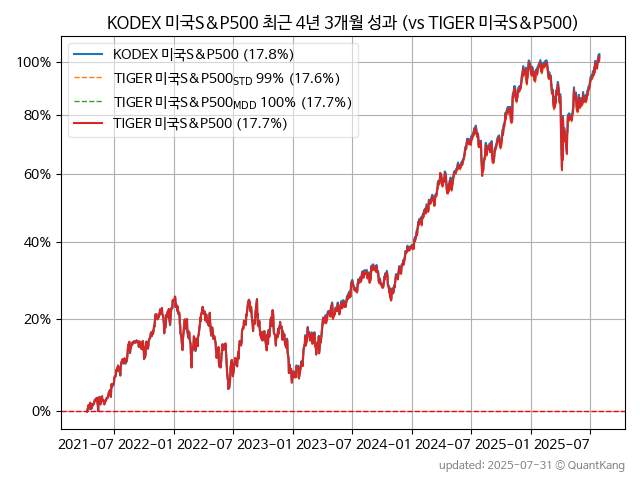 KODEX 미국S&P500 최근 4년 3개월 성과 (vs TIGER 미국S&P500)
KODEX 미국S&P500 (17.8%)
TIGER 미국S&P500STD 99% (17.6%)
TIGER 미국S&P500MDD 100% (17.7%)
TIGER 미국S&P500 (17.7%)
100%
80%
60%
40%
20%
0%
2021-07 2022-01 2022-07 2023-01 2023-07 2024-01 2024-07 2025-01 2025-07
updated: 2025-07-31 © QuantKang